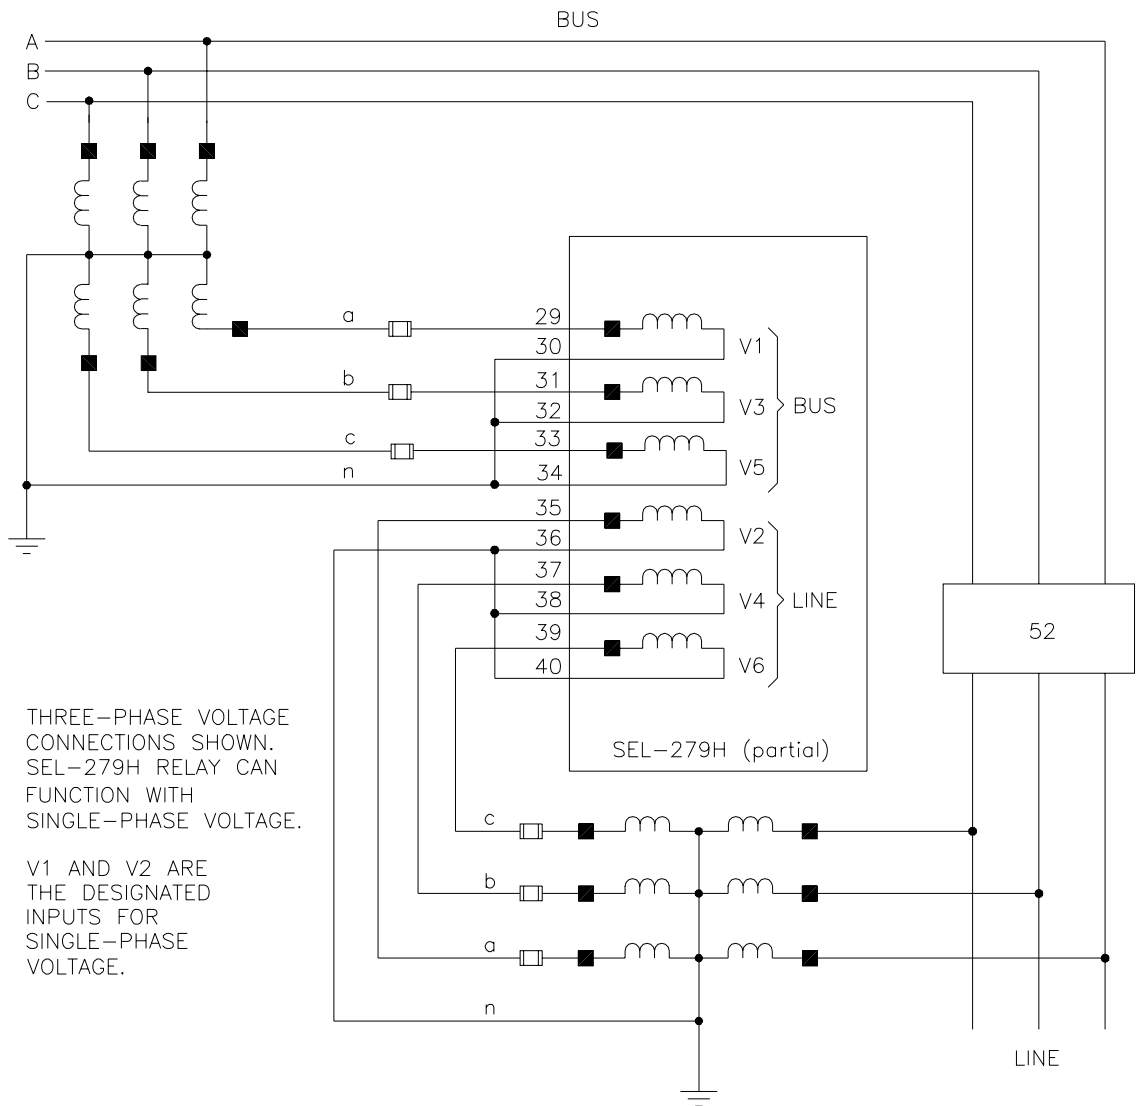 BUS
A
B
C
a
29
30
V1
b
31
32
V3
BUS
c
33
n
34
V5
35
36
V2
37
38
V4
LINE
39
40
V6
52
SEL-279H (partial)
THREE-PHASE VOLTAGE
CONNECTIONS SHOWN.
SEL-279H RELAY CAN
FUNCTION WITH
SINGLE-PHASE VOLTAGE.
V1 AND V2 ARE
THE DESIGNATED
INPUTS FOR
SINGLE-PHASE
VOLTAGE.
c
b
a
n
LINE